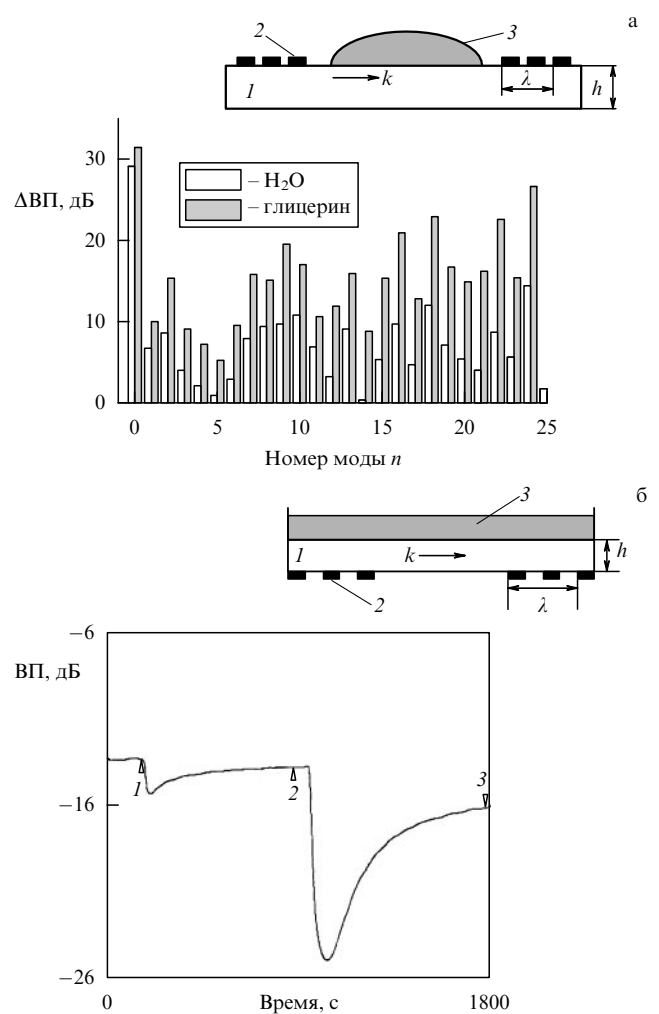 а
2
3
1
k
λ
h
30
20
10
0
ΔВП, дБ
– H₂O
– глицерин
0 5 10 15 20 25
Номер моды n
б
3
1
k
h
2
λ
−6
ВП, дБ
−16
−26
1
2
3
0 Время, с 1800